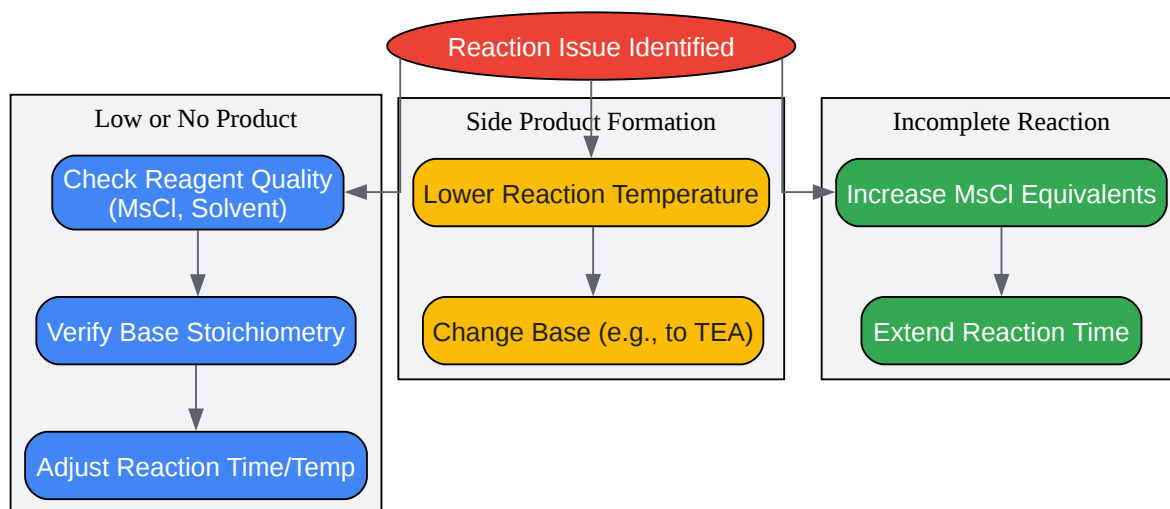 Reaction Issue Identified
Low or No Product
Check Reagent Quality
(MsCl, Solvent)
Verify Base Stoichiometry
Adjust Reaction Time/Temp
Side Product Formation
Lower Reaction Temperature
Change Base (e.g., to TEA)
Incomplete Reaction
Increase MsCl Equivalents
Extend Reaction Time